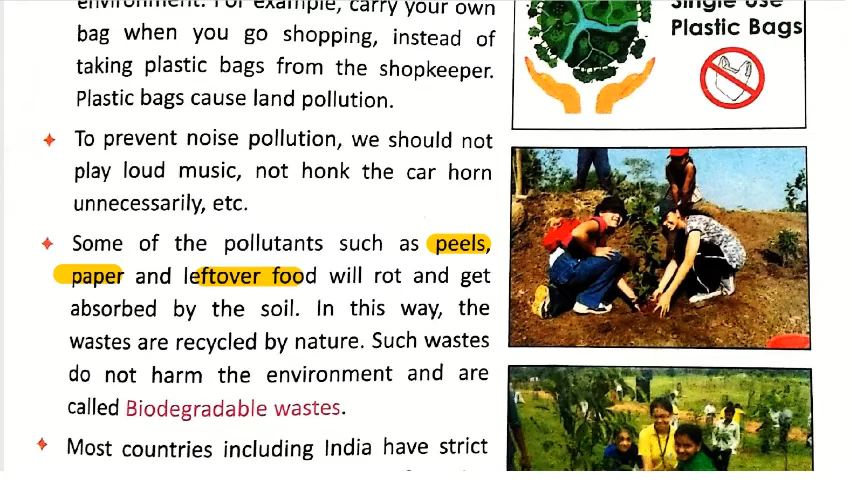 environment. For example, carry your own
bag when you go shopping, instead of
taking plastic bags from the shopkeeper.
Plastic bags cause land pollution.
To prevent noise pollution, we should not
play loud music, not honk the car horn
unnecessarily, etc.
Some of the pollutants such as peels,
paper and leftover food will rot and get
absorbed by the soil. In this way, the
wastes are recycled by nature. Such wastes
do not harm the environment and are
called Biodegradable wastes.
Most countries including India have strict
Single Use
Plastic Bags